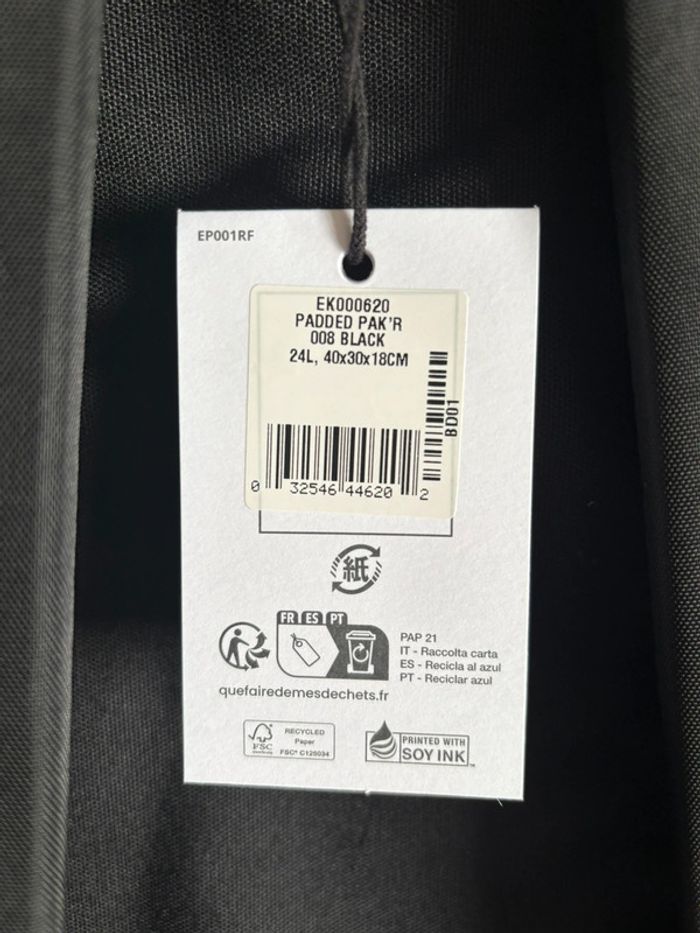 EP001RF
EK000620
PADDED PAK'R
008 BLACK
24L, 40x30x18CM
BD01
0 32546 44620 2
紙
FR ES PT
PAP 21
IT - Raccolta carta
ES - Recicla al azul
PT - Reciclar azul
quefairedemesdechets.fr
FSC
RECYCLED
Paper
FSC® C125034
PRINTED WITH
SOY INK™